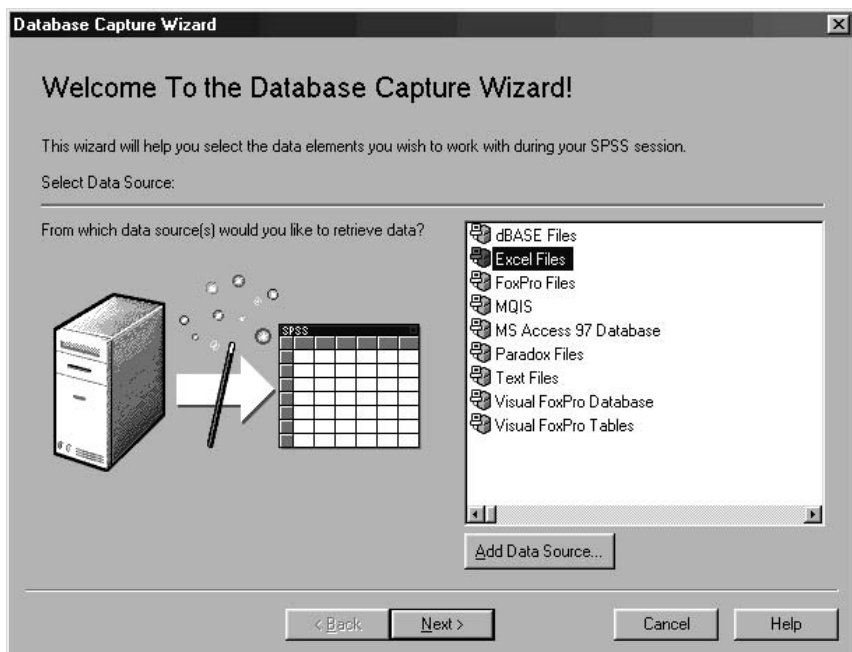 Database Capture Wizard
Welcome To the Database Capture Wizard!
This wizard will help you select the data elements you wish to work with during your SPSS session.
Select Data Source:
From which data source(s) would you like to retrieve data?
SPSS
dBASE Files
Excel Files
FoxPro Files
MQIS
MS Access 97 Database
Paradox Files
Text Files
Visual FoxPro Database
Visual FoxPro Tables
Add Data Source...
< Back
Next >
Cancel
Help